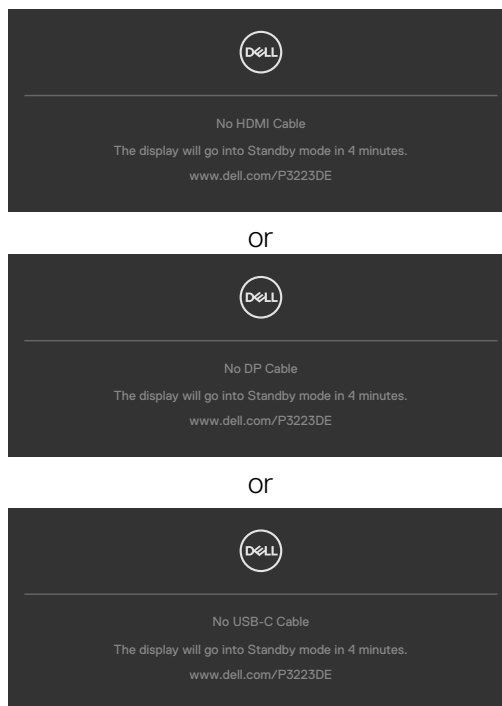 DELL
No HDMI Cable
The display will go into Standby mode in 4 minutes.
www.dell.com/P3223DE
or
DELL
No DP Cable
The display will go into Standby mode in 4 minutes.
www.dell.com/P3223DE
or
DELL
No USB-C Cable
The display will go into Standby mode in 4 minutes.
www.dell.com/P3223DE